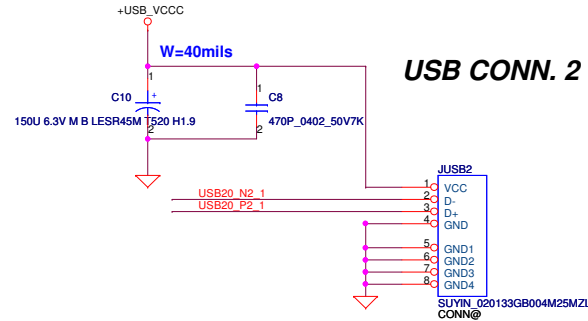 +USB_VCCC
W=40mils
USB CONN. 2
1
1
C10
+
C8
150U 6.3V M B LESR45M T520 H1.9
470P_0402_50V7K
2
2
JUSB2
1
VCC
USB20_N2_1
2
D-
USB20_P2_1
3
D+
4
GND
5
GND1
6
GND2
7
GND3
8
GND4
SUYIN_020133GB004M25MZL
CONN@